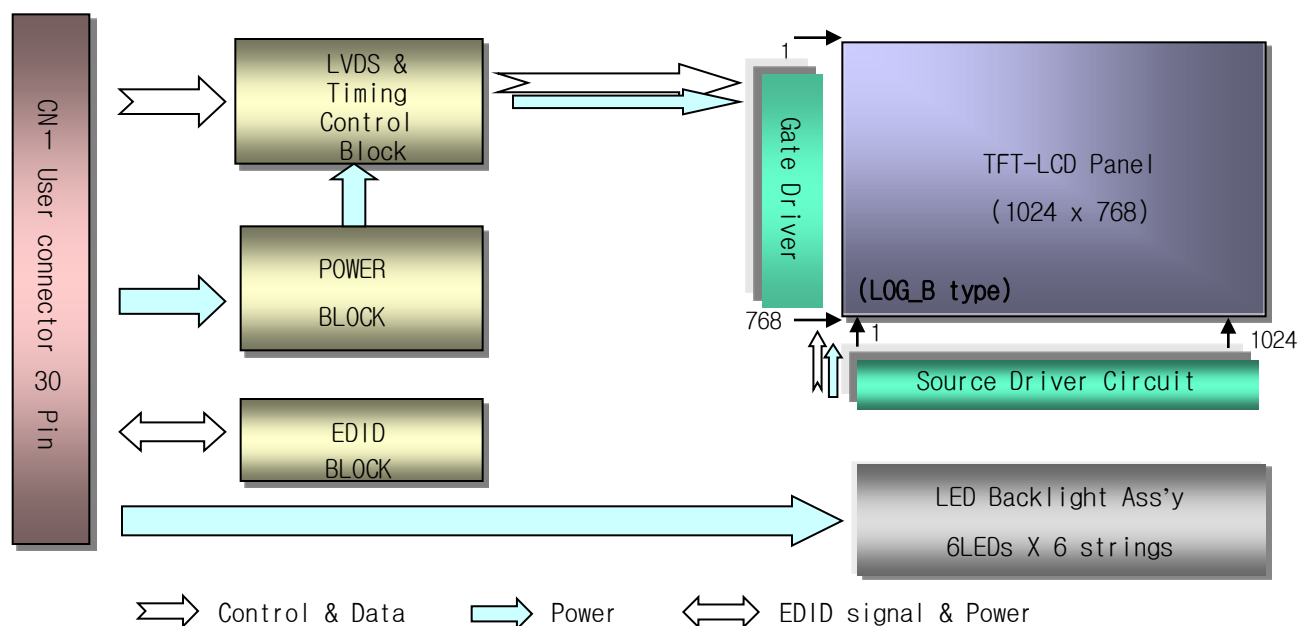 CN-1 User connector 30 Pin
LVDS &
Timing
Control
Block
POWER
BLOCK
EDID
BLOCK
1
Gate Driver
768
TFT-LCD Panel
(1024 x 768)
(LOG_B type)
1
1024
Source Driver Circuit
LED Backlight Ass’y
6LEDs X 6 strings
Control & Data
Power
EDID signal & Power